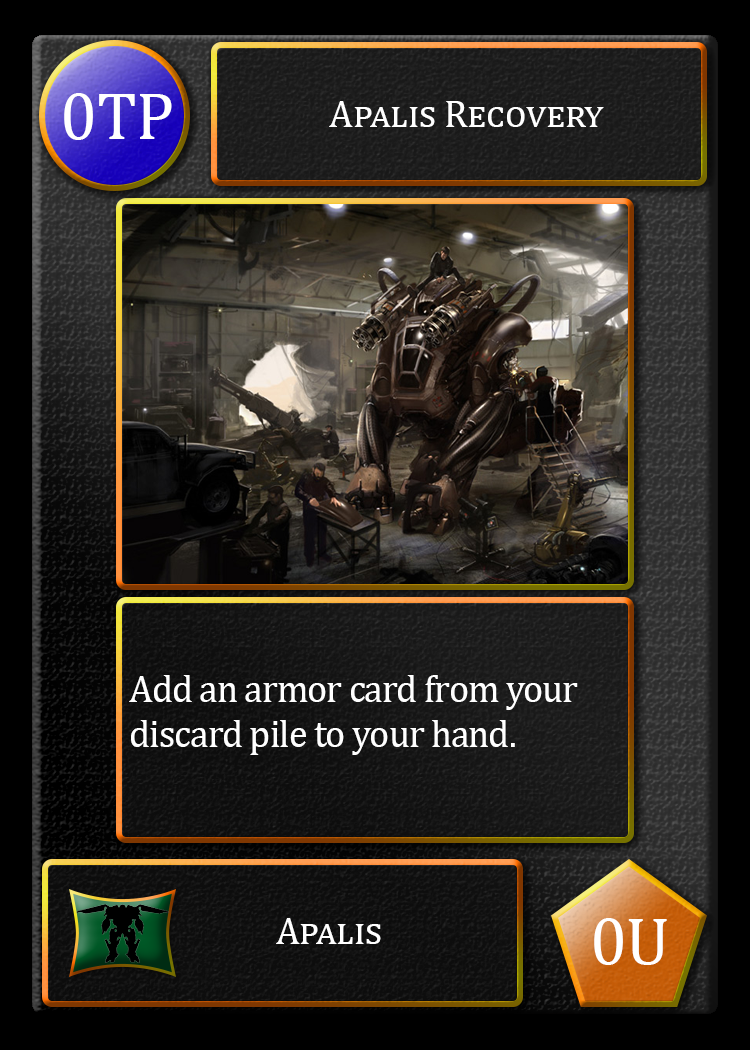 0TP
Apalis Recovery
Add an armor card from your
discard pile to your hand.
Apalis
0U